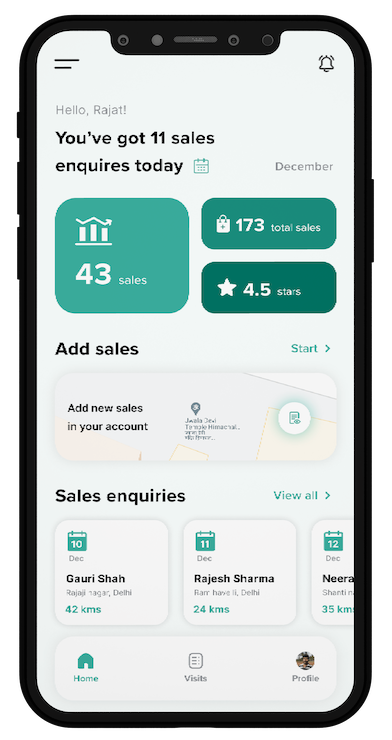 Hello, Rajat!
You've got 11 sales
enquires today
December
43 sales
173 total sales
4.5 stars
Add sales
Start >
Add new sales
in your account
Jwala Devi
Temple Himachal..
Sales enquiries
View all >
10
Dec
Gauri Shah
Rajaji nagar, Delhi
42 kms
11
Dec
Rajesh Sharma
Ram have li, Delhi
24 kms
12
Dec
Neera
Shanti na
35 km
Home
Visits
Profile